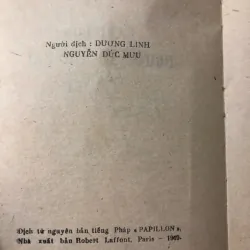 Người dịch : DƯƠNG LINH
NGUYỄN ĐỨC MƯU
Dịch từ nguyên bản tiếng Pháp « PAPILLON ».
Nhà xuất bản Robert Laffont, Paris — 1969.